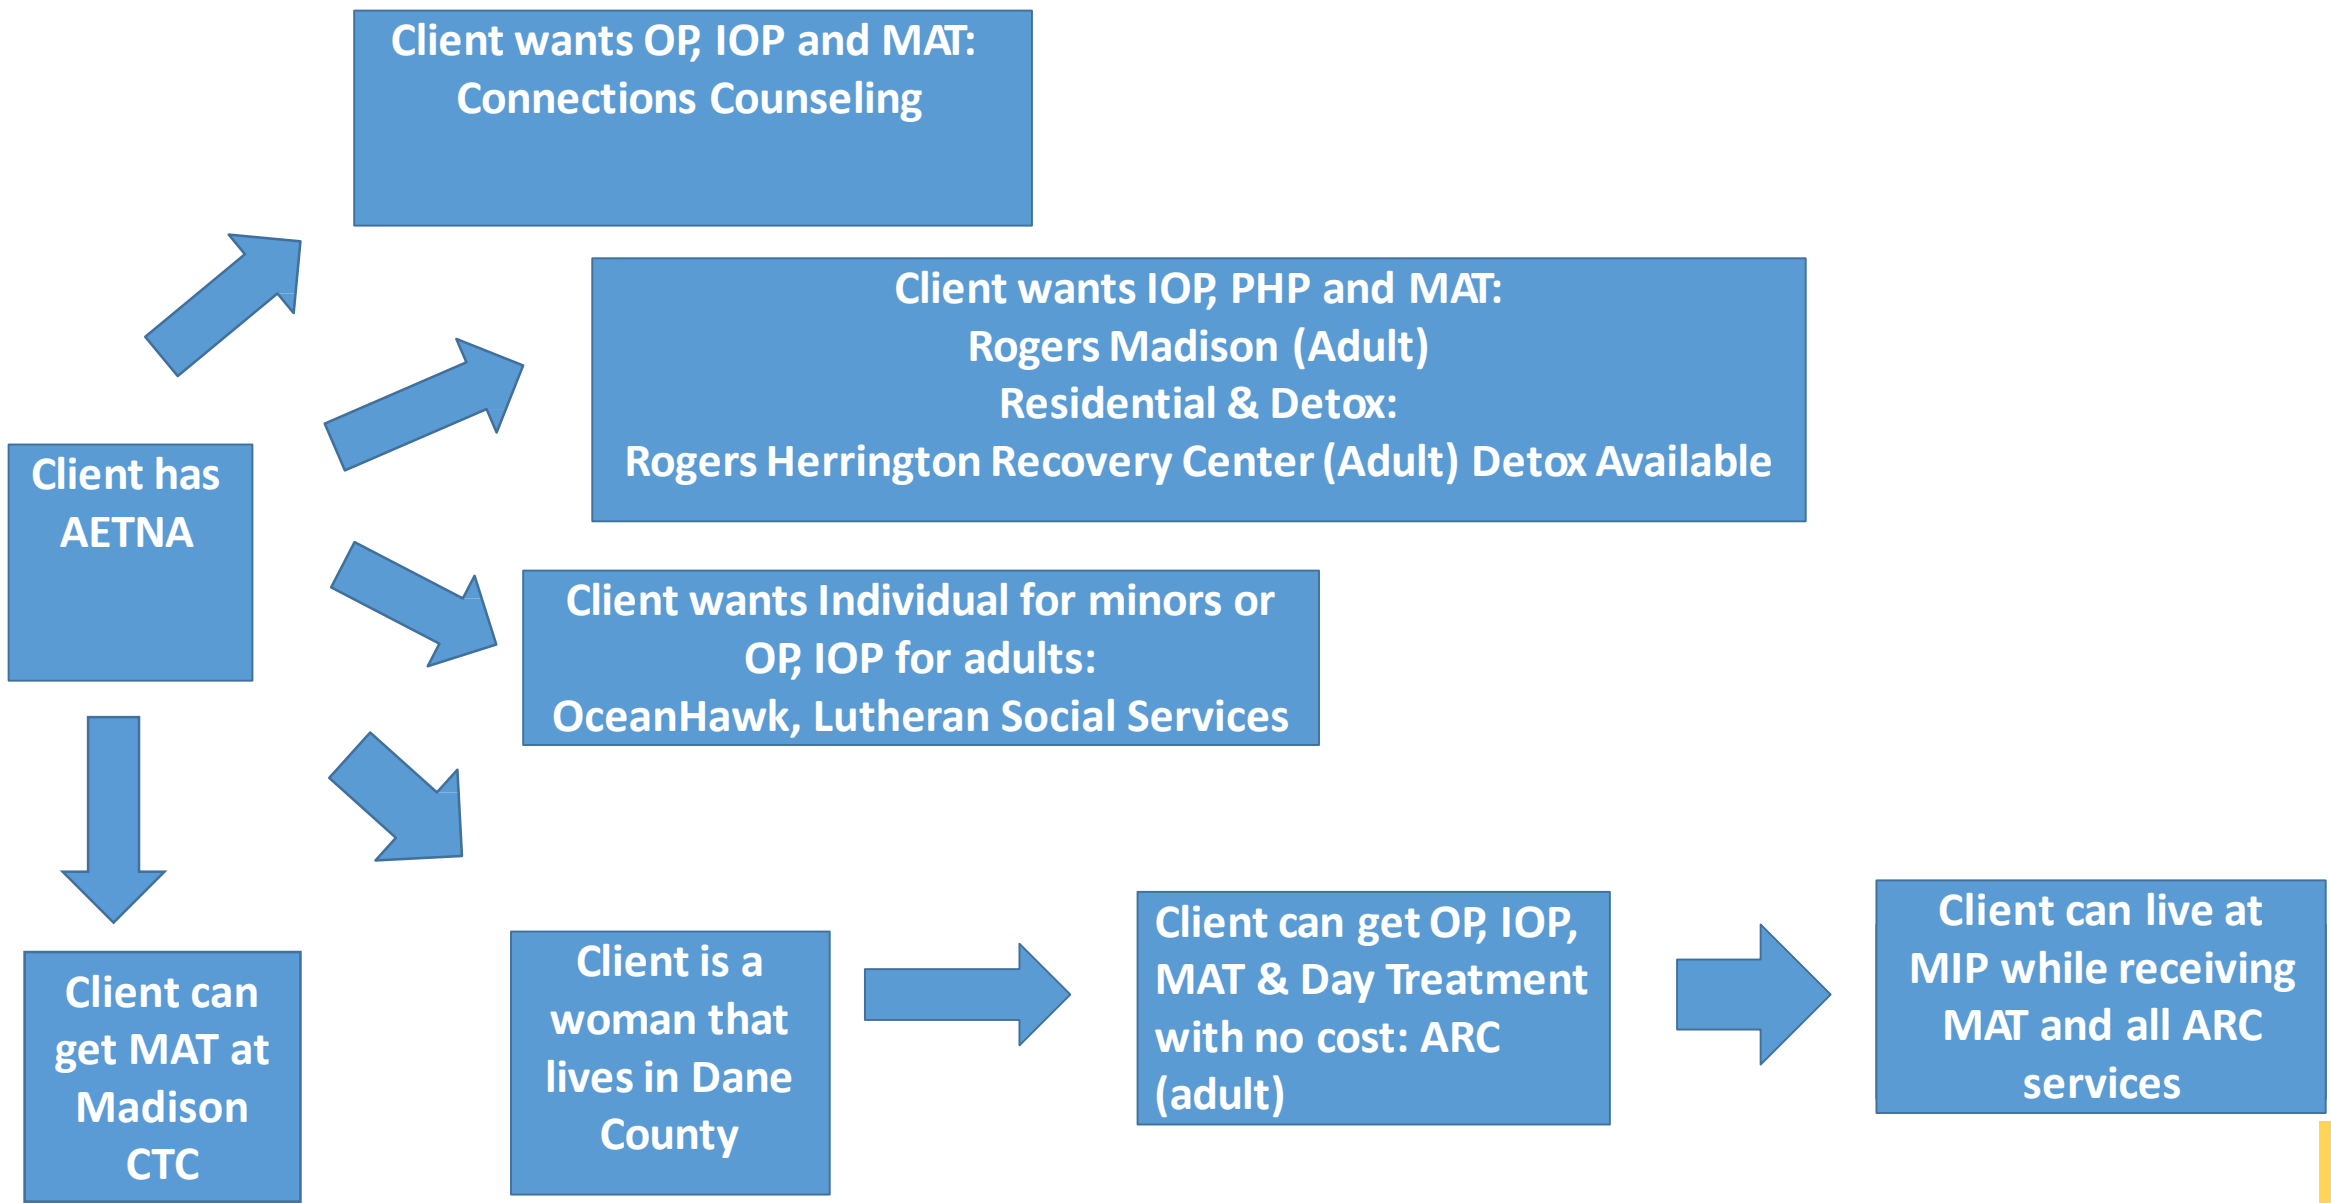 Client wants OP, IOP and MAT:
Connections Counseling
Client wants IOP, PHP and MAT:
Rogers Madison (Adult)
Residential & Detox:
Rogers Herrington Recovery Center (Adult) Detox Available
Client has
AETNA
Client wants Individual for minors or
OP, IOP for adults:
OceanHawk, Lutheran Social Services
Client can
get MAT at
Madison
CTC
Client is a
woman that
lives in Dane
County
Client can get OP, IOP,
MAT & Day Treatment
with no cost: ARC
(adult)
Client can live at
MIP while receiving
MAT and all ARC
services